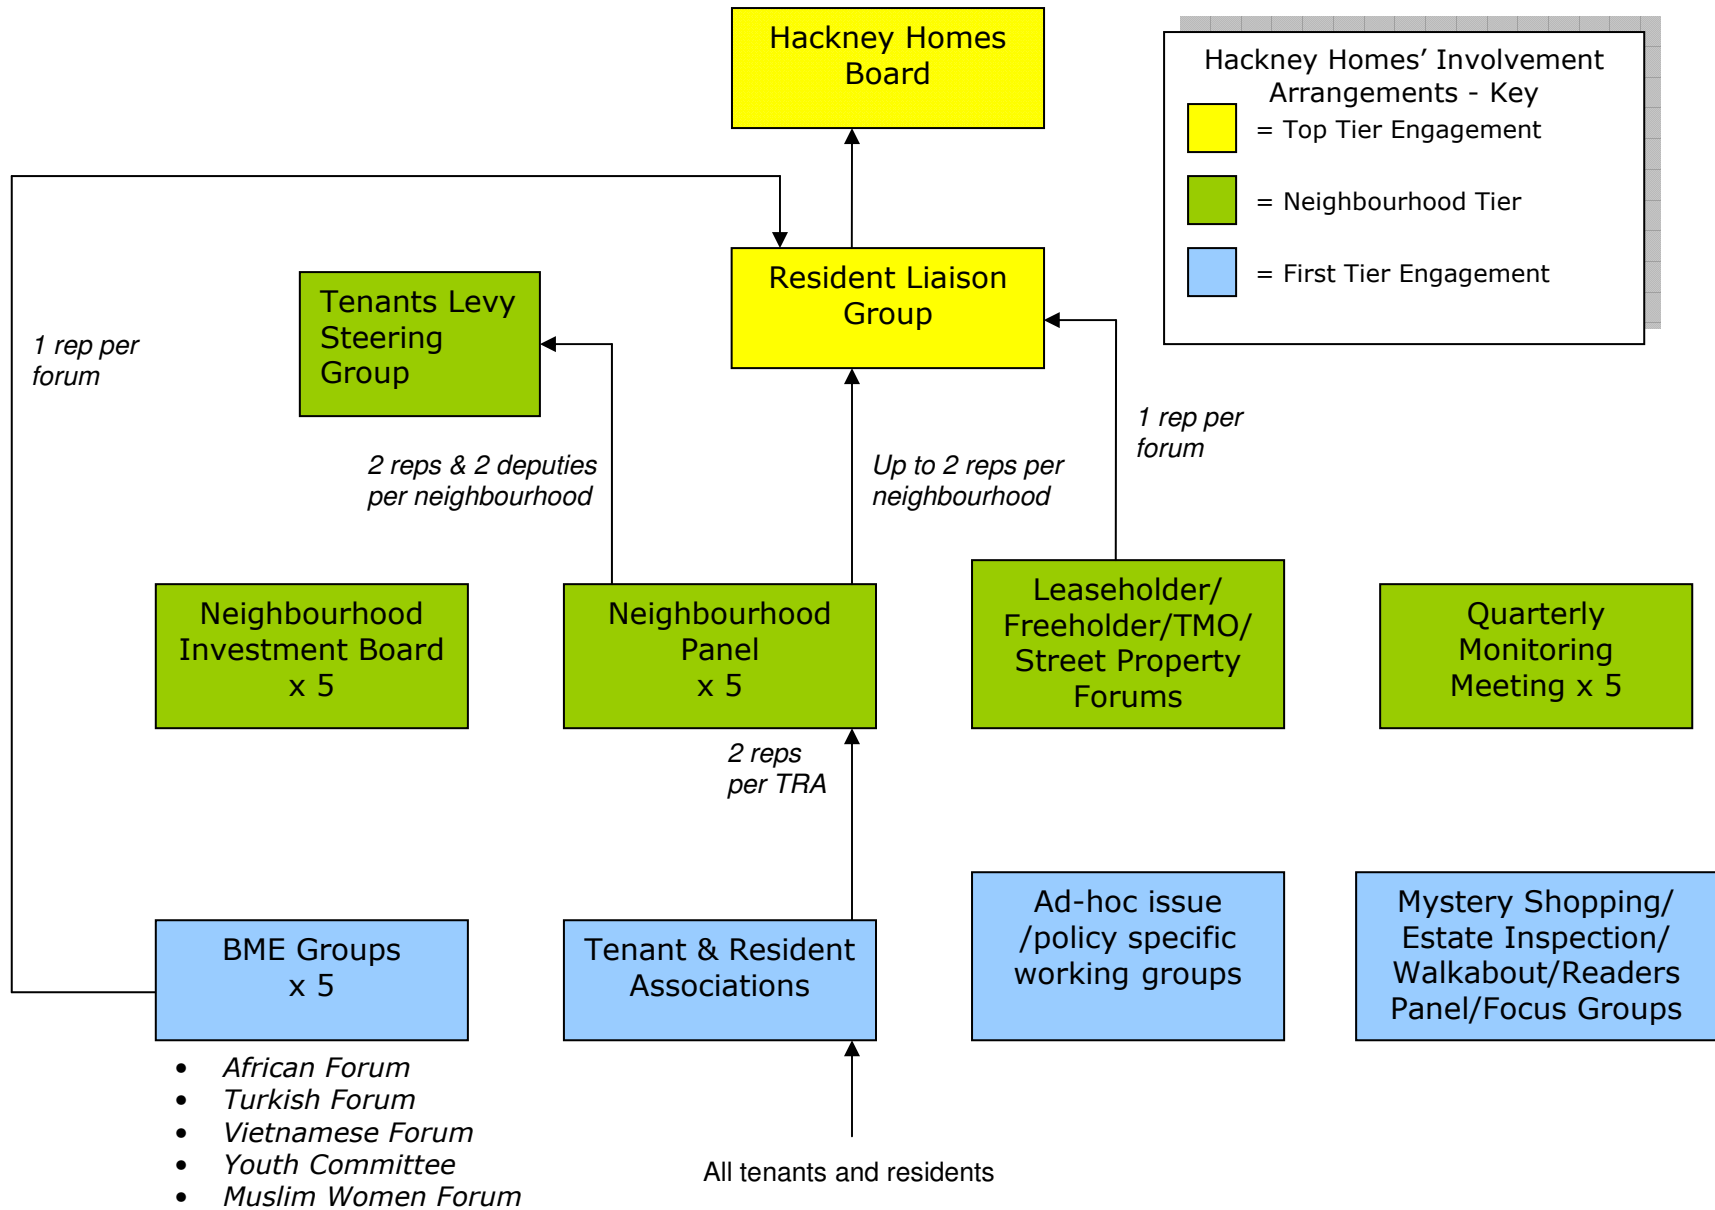 Hackney Homes
Board
Hackney Homes’ Involvement
Arrangements - Key
= Top Tier Engagement
= Neighbourhood Tier
= First Tier Engagement
Resident Liaison
Group
Tenants Levy
Steering
Group
1 rep per
forum
1 rep per
forum
2 reps & 2 deputies
per neighbourhood
Up to 2 reps per
neighbourhood
Neighbourhood
Investment Board
x 5
Neighbourhood
Panel
x 5
Leaseholder/
Freeholder/TMO/
Street Property
Forums
Quarterly
Monitoring
Meeting x 5
2 reps
per TRA
BME Groups
x 5
Tenant & Resident
Associations
Ad-hoc issue
/policy specific
working groups
Mystery Shopping/
Estate Inspection/
Walkabout/Readers
Panel/Focus Groups
• African Forum
• Turkish Forum
• Vietnamese Forum
• Youth Committee
• Muslim Women Forum
All tenants and residents